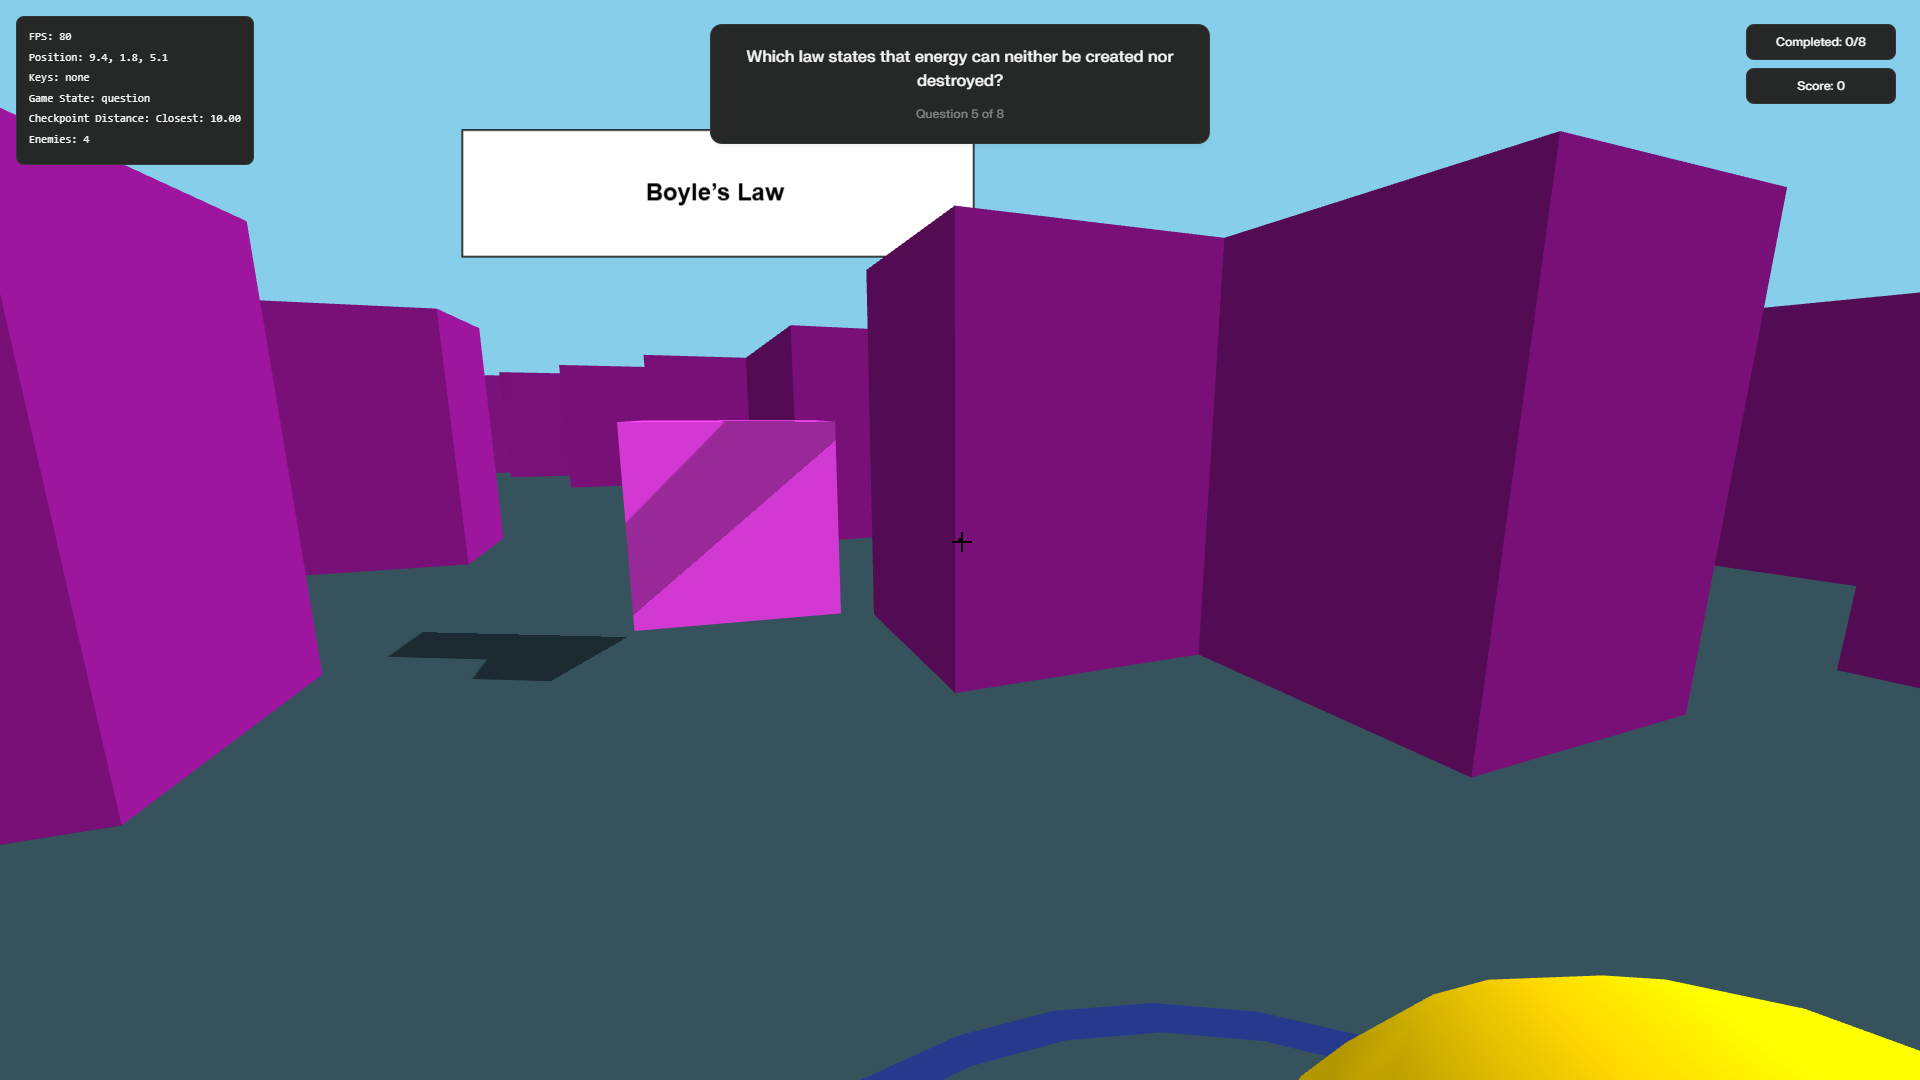 FPS: 80
Position: 9.4, 1.8, 5.1
Keys: none
Game State: question
Checkpoint Distance: Closest: 10.00
Enemies: 4
Which law states that energy can neither be created nor
destroyed?
Question 5 of 8
Completed: 0/8
Score: 0
Boyle’s Law